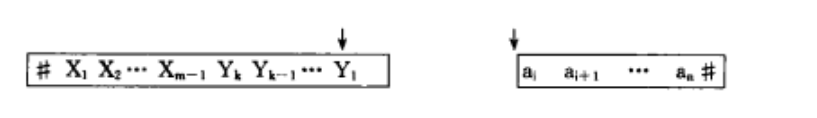 # X₁ X₂ ⋯ Xₘ₋₁ Yₖ Yₖ₋₁ ⋯ Y₁ aᵢ aᵢ₊₁ ⋯ aₙ #